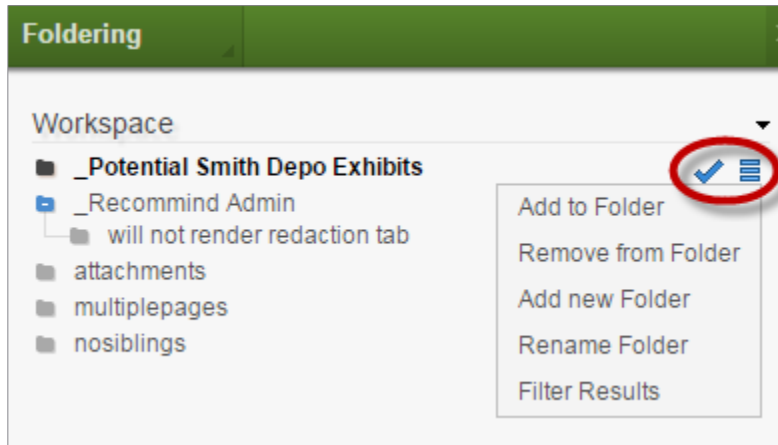 Foldering
Workspace
_Potential Smith Depo Exhibits
_Recommind Admin
will not render redaction tab
attachments
multiplepages
nosiblings
Add to Folder
Remove from Folder
Add new Folder
Rename Folder
Filter Results